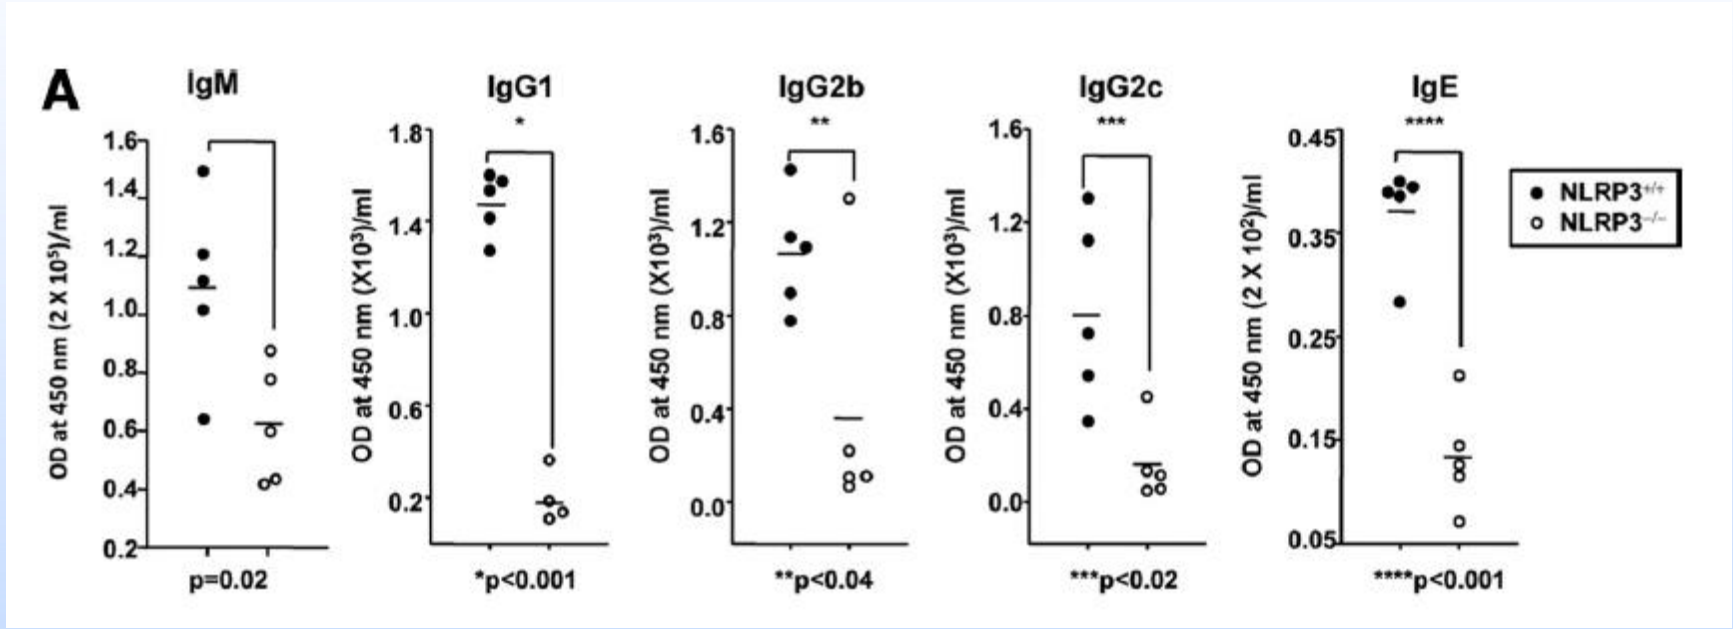 A
IgM
OD at 450 nm (2 X 10⁵)/ml
1.6
1.4
1.2
1.0
0.8
0.6
0.4
0.2
p=0.02
IgG1
*
OD at 450 nm (X10³)/ml
1.8
1.4
1.0
0.6
0.2
*p<0.001
IgG2b
**
OD at 450 nm (X10³)/ml
1.6
1.2
0.8
0.4
0.0
**p<0.04
IgG2c
***
OD at 450 nm (X10³)/ml
1.6
1.2
0.8
0.4
0.0
***p<0.02
IgE
****
OD at 450 nm (2 X 10²)/ml
0.45
0.35
0.25
0.15
0.05
****p<0.001
NLRP3⁺/⁺
NLRP3⁻/⁻